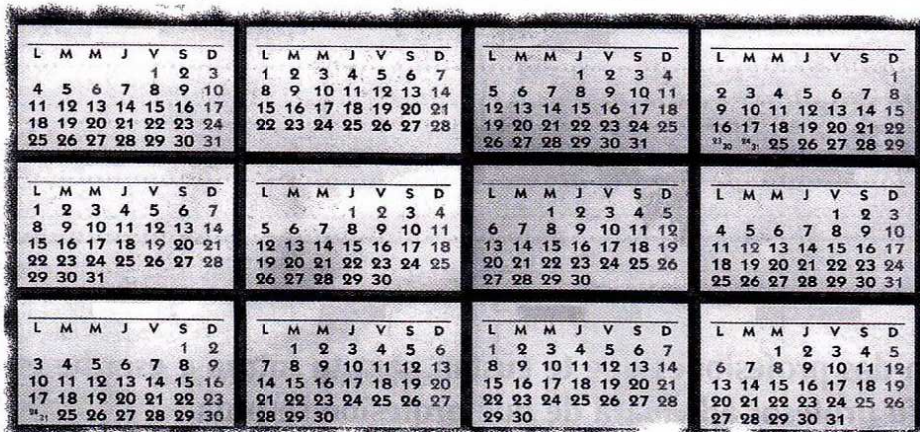 L M M J V S D
1 2 3
4 5 6 7 8 9 10
11 12 13 14 15 16 17
18 19 20 21 22 23 24
25 26 27 28 29 30 31
L M M J V S D
1 2 3 4 5 6 7
8 9 10 11 12 13 14
15 16 17 18 19 20 21
22 23 24 25 26 27 28
L M M J V S D
1 2 3 4
5 6 7 8 9 10 11
12 13 14 15 16 17 18
19 20 21 22 23 24 25
26 27 28 29 30 31
L M M J V S D
1
2 3 4 5 6 7 8
9 10 11 12 13 14 15
16 17 18 19 20 21 22
23 30 24 31 25 26 27 28 29
L M M J V S D
1 2 3 4 5 6 7
8 9 10 11 12 13 14
15 16 17 18 19 20 21
22 23 24 25 26 27 28
29 30 31
L M M J V S D
1 2 3 4
5 6 7 8 9 10 11
12 13 14 15 16 17 18
19 20 21 22 23 24 25
26 27 28 29 30
L M M J V S D
1 2 3 4 5
6 7 8 9 10 11 12
13 14 15 16 17 18 19
20 21 22 23 24 25 26
27 28 29 30
L M M J V S D
1 2 3
4 5 6 7 8 9 10
11 12 13 14 15 16 17
18 19 20 21 22 23 24
25 26 27 28 29 30 31
L M M J V S D
1 2
3 4 5 6 7 8 9
10 11 12 13 14 15 16
17 18 19 20 21 22 23
24 31 25 26 27 28 29 30
L M M J V S D
1 2 3 4 5 6
7 8 9 10 11 12 13
14 15 16 17 18 19 20
21 22 23 24 25 26 27
28 29 30
L M M J V S D
1 2 3 4 5 6 7
8 9 10 11 12 13 14
15 16 17 18 19 20 21
22 23 24 25 26 27 28
29 30
L M M J V S D
1 2 3 4 5
6 7 8 9 10 11 12
13 14 15 16 17 18 19
20 21 22 23 24 25 26
27 28 29 30 31